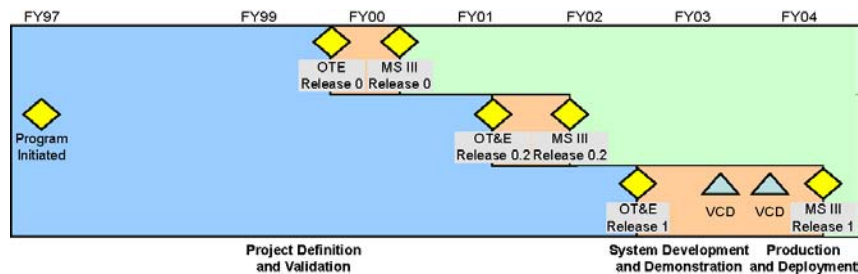 FY97 FY99 FY00 FY01 FY02 FY03 FY04
OTE MS III
Release 0 Release 0
Program
Initiated
OT&E MS III
Release 0.2 Release 0.2
OT&E VCD VCD MS III
Release 1 Release 1
Project Definition System Development Production
and Validation and Demonstration and Deployment